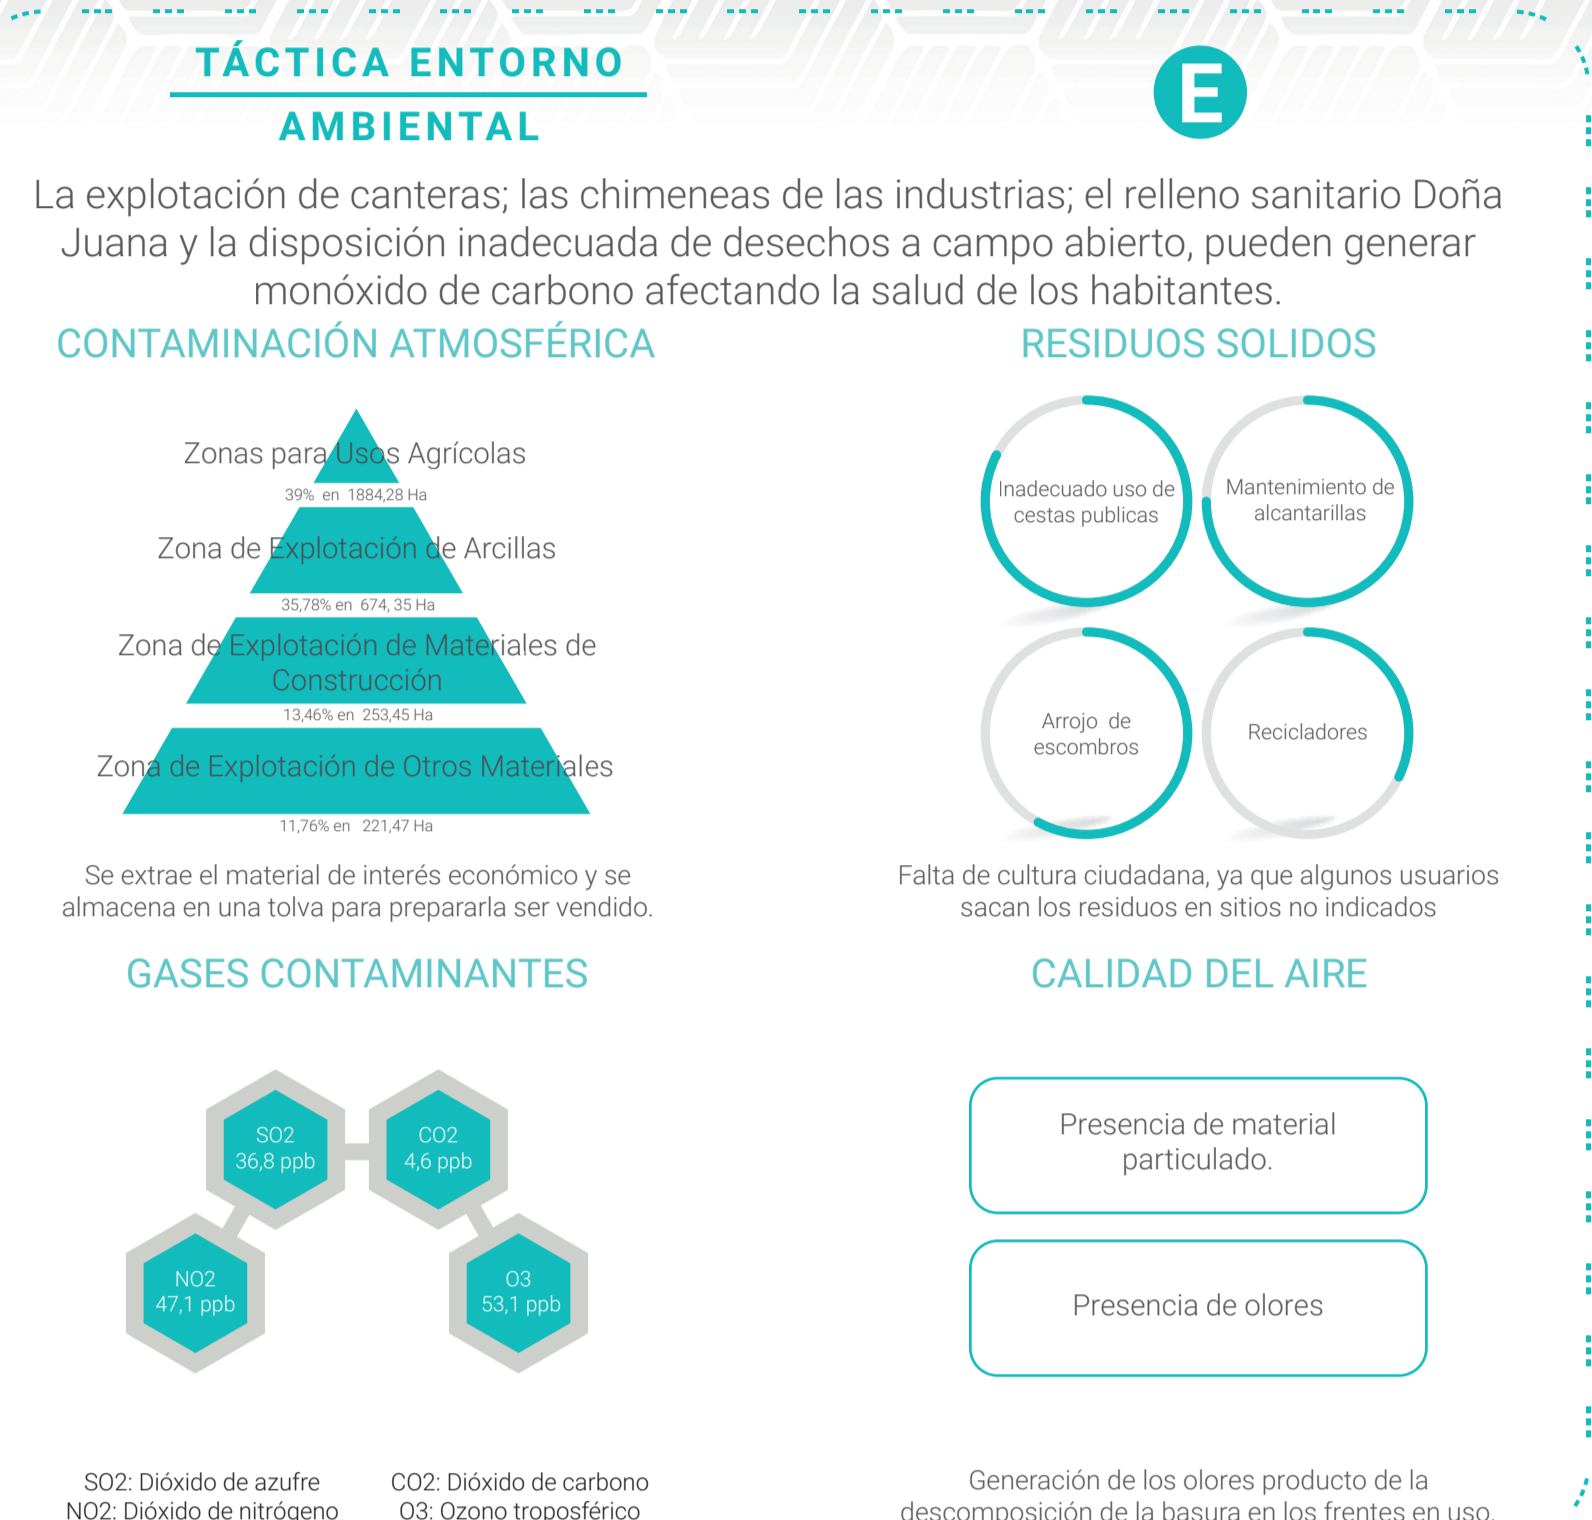 TÁCTICA ENTORNO
AMBIENTAL
E
La explotación de canteras; las chimeneas de las industrias; el relleno sanitario Doña
Juana y la disposición inadecuada de desechos a campo abierto, pueden generar
monóxido de carbono afectando la salud de los habitantes.
CONTAMINACIÓN ATMOSFÉRICA
Zonas para Usos Agrícolas
39% en 1884,28 Ha
Zona de Explotación de Arcillas
35,78% en 674, 35 Ha
Zona de Explotación de Materiales de
Construcción
13,46% en 253,45 Ha
Zona de Explotación de Otros Materiales
11,76% en 221,47 Ha
Se extrae el material de interés económico y se
almacena en una tolva para prepararla ser vendido.
RESIDUOS SOLIDOS
Inadecuado uso de
cestas publicas
Mantenimiento de
alcantarillas
Arrojo de
escombros
Recicladores
Falta de cultura ciudadana, ya que algunos usuarios
sacan los residuos en sitios no indicados
GASES CONTAMINANTES
SO2
36,8 ppb
CO2
4,6 ppb
NO2
47,1 ppb
O3
53,1 ppb
SO2: Dióxido de azufre
NO2: Dióxido de nitrógeno
CO2: Dióxido de carbono
O3: Ozono troposférico
CALIDAD DEL AIRE
Presencia de material
particulado.
Presencia de olores
Generación de los olores producto de la
descomposición de la basura en los frentes en uso.